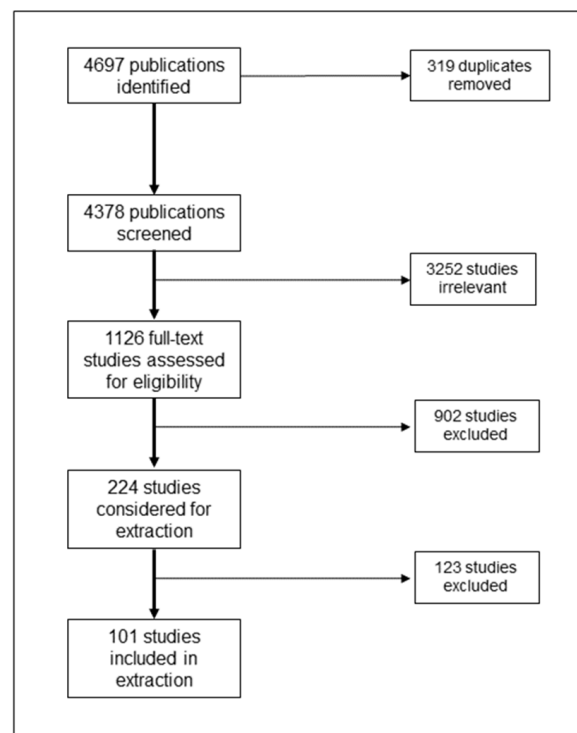 4697 publications
identified
319 duplicates
removed
4378 publications
screened
3252 studies
irrelevant
1126 full-text
studies assessed
for eligibility
902 studies
excluded
224 studies
considered for
extraction
123 studies
excluded
101 studies
included in
extraction